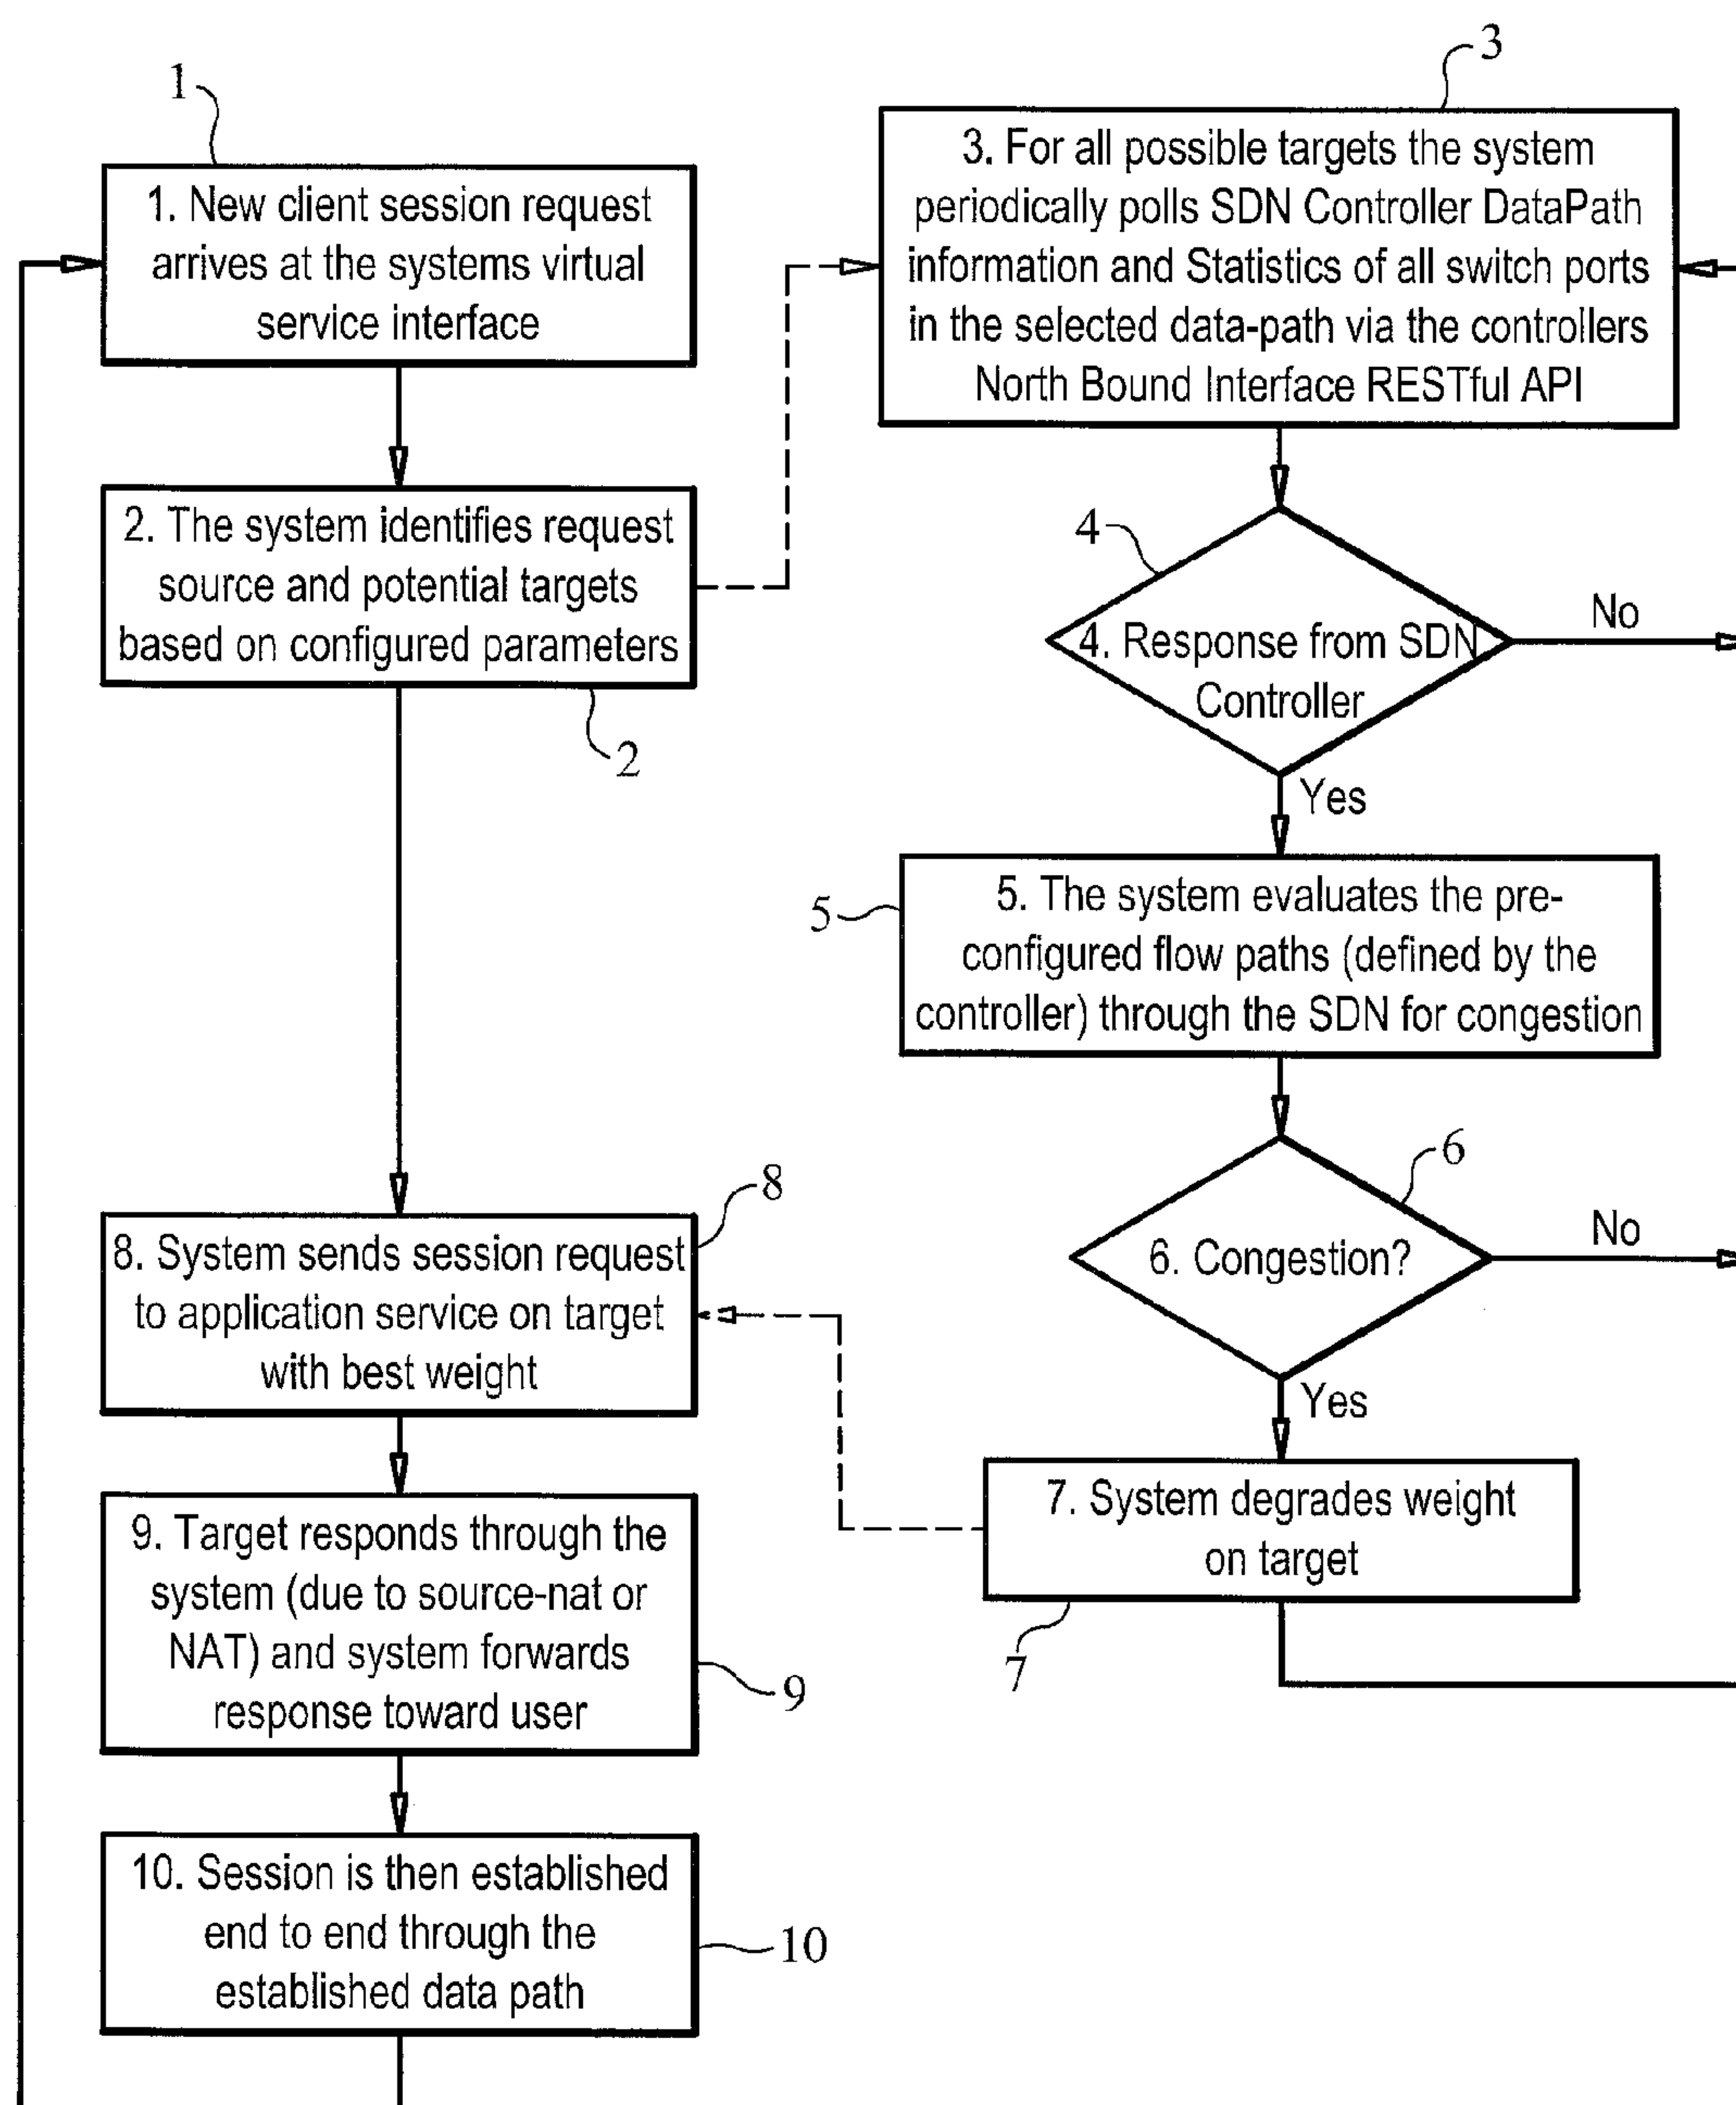 1
1. New client session request
arrives at the systems virtual
service interface
2. The system identifies request
source and potential targets
based on configured parameters
2
3
3. For all possible targets the system
periodically polls SDN Controller DataPath
information and Statistics of all switch ports
in the selected data-path via the controllers
North Bound Interface RESTful API
4
4. Response from SDN
Controller
No
Yes
5
5. The system evaluates the pre-
configured flow paths (defined by the
controller) through the SDN for congestion
6
6. Congestion?
No
Yes
7. System degrades weight
on target
7
8
8. System sends session request
to application service on target
with best weight
9. Target responds through the
system (due to source-nat or
NAT) and system forwards
response toward user
9
10. Session is then established
end to end through the
established data path
10